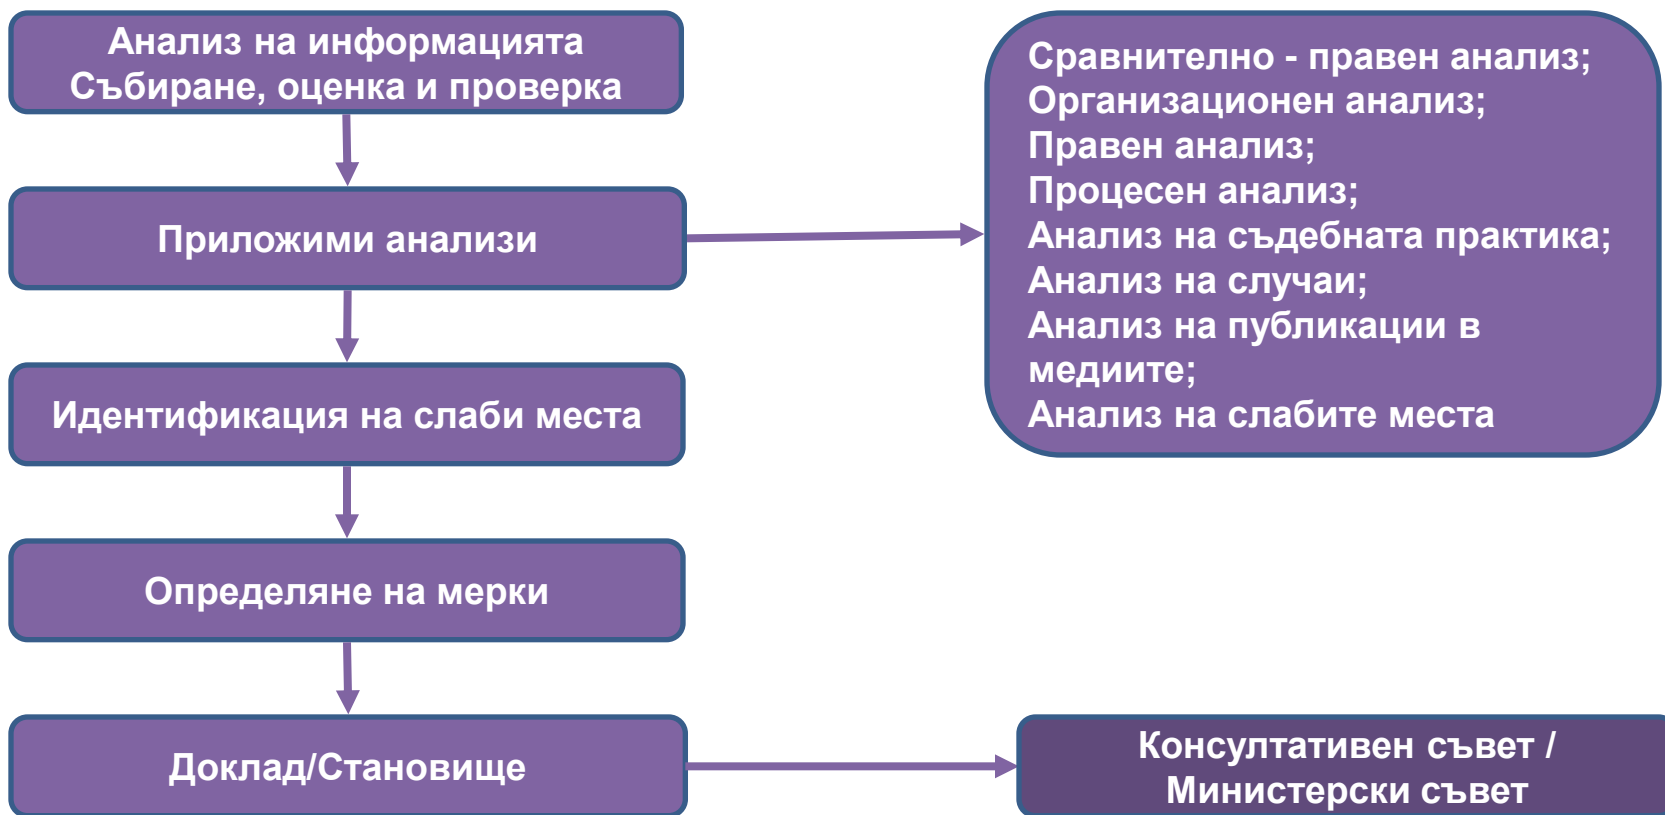 Анализ на информацията
Събиране, оценка и проверка
Приложими анализи
Сравнително - правен анализ;
Организационен анализ;
Правен анализ;
Процесен анализ;
Анализ на съдебната практика;
Анализ на случаи;
Анализ на публикации в
медиите;
Анализ на слабите места
Идентификация на слаби места
Определяне на мерки
Доклад/Становище
Консултативен съвет /
Министерски съвет